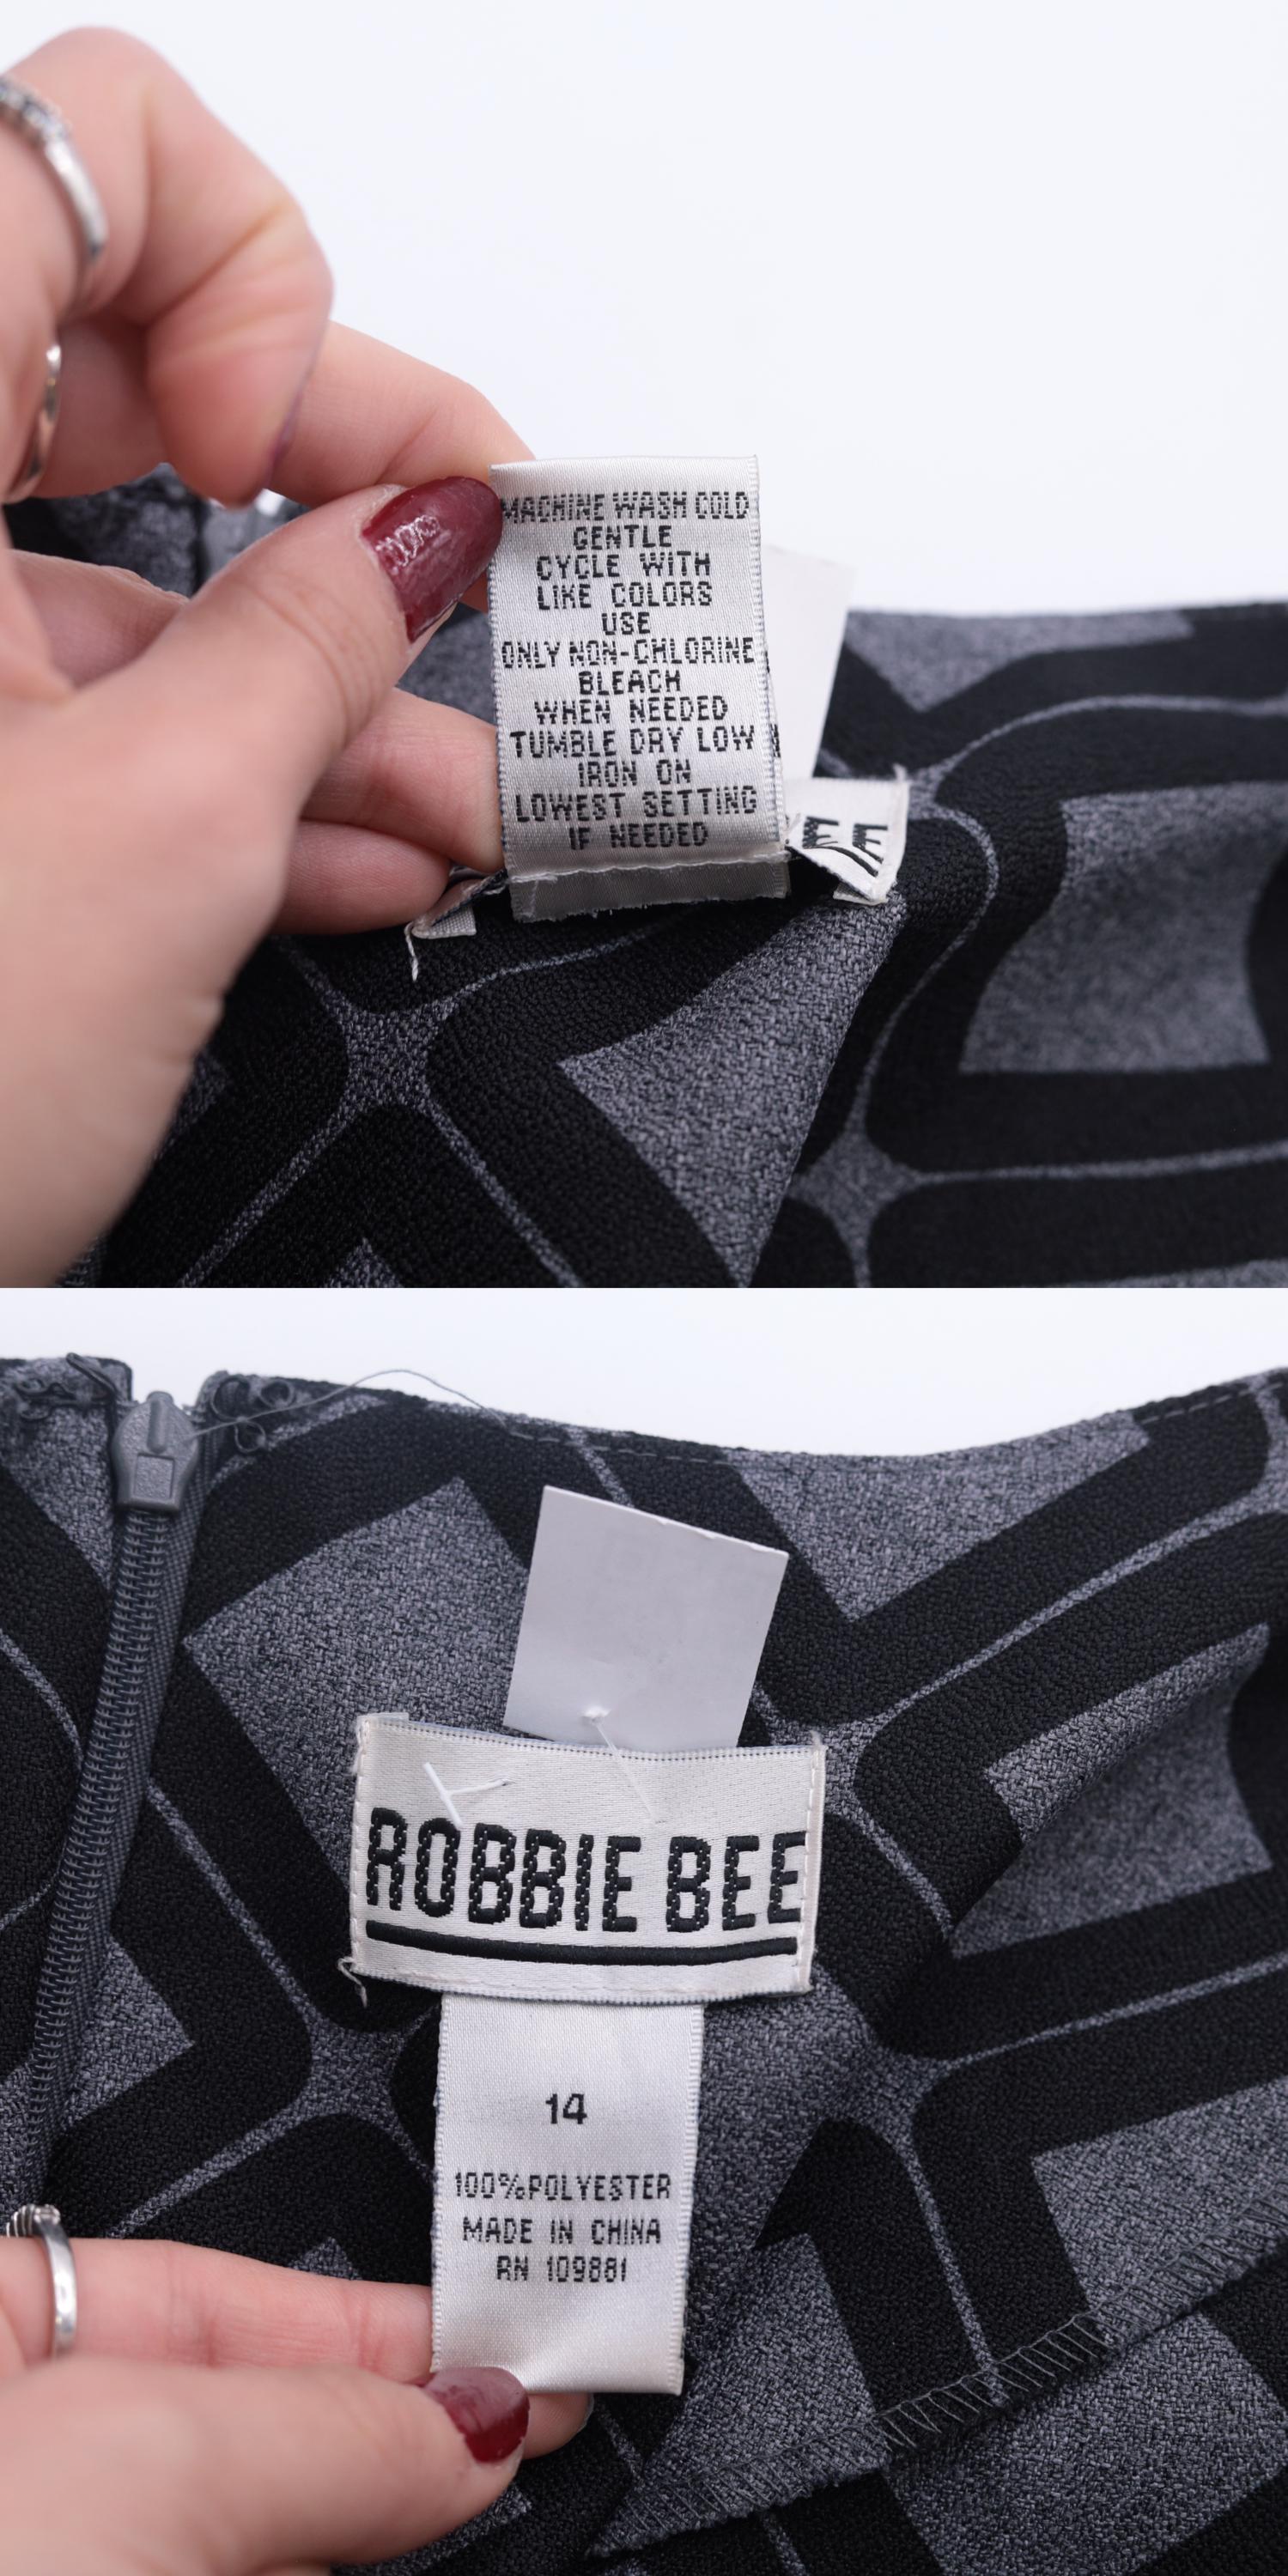 MACHINE WASH COLD
GENTLE
CYCLE WITH
LIKE COLORS
USE
ONLY NON-CHLORINE
BLEACH
WHEN NEEDED
TUMBLE DRY LOW
IRON ON
LOWEST SETTING
IF NEEDED
EE
ROBBIE BEE
14
100%POLYESTER
MADE IN CHINA
RN 109881